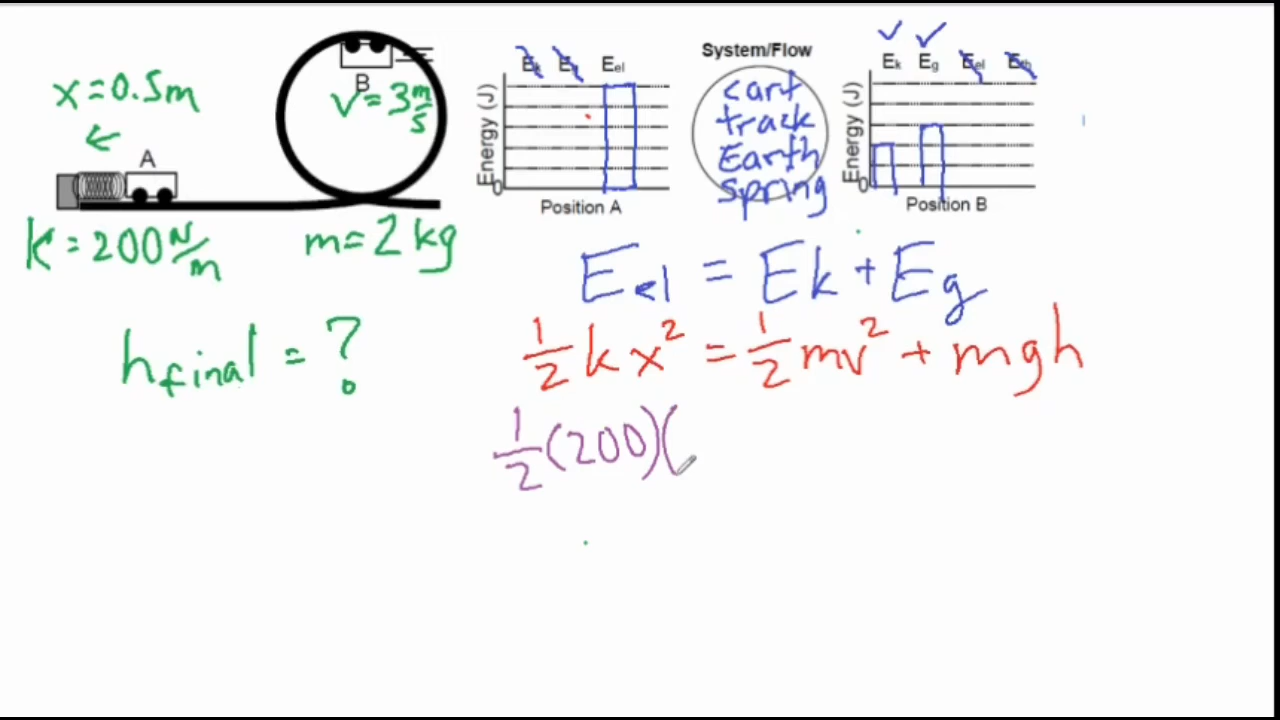 x = 0.5m
←
A
B
v = 3 m/s
k = 200 N/m
m = 2 kg
h final = ?
Ek Eg Eel
Energy (J)
0
Position A
System/Flow
cart
track
Earth
spring
✓ ✓
Ek Eg Eel Eth
Energy (J)
0
Position B
Eel = Ek + Eg
1/2 kx² = 1/2 mv² + mgh
1/2 (200)(